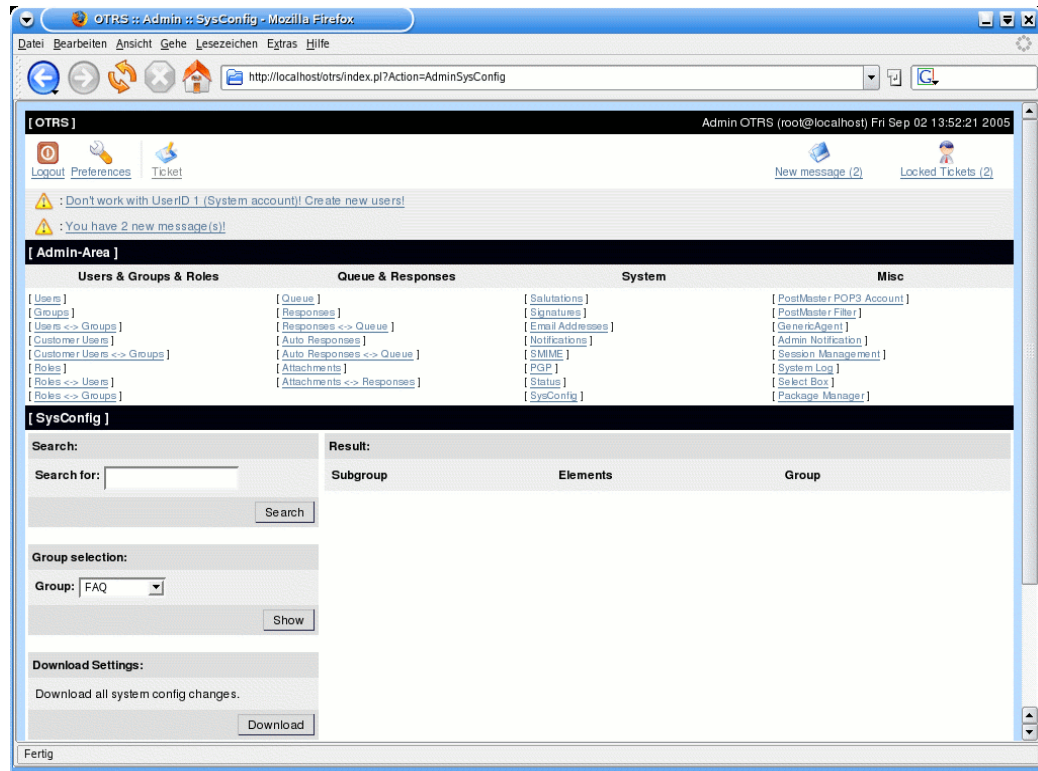 OTRS :: Admin :: SysConfig - Mozilla Firefox
Datei Bearbeiten Ansicht Gehe Lesezeichen Extras Hilfe
http://localhost/otrs/index.pl?Action=AdminSysConfig
G
[ OTRS ] Admin OTRS (root@localhost) Fri Sep 02 13:52:21 2005
Logout Preferences Ticket New message (2) Locked Tickets (2)
: Don't work with UserID 1 (System account)! Create new users!
: You have 2 new message(s)!
[ Admin-Area ]
Users & Groups & Roles Queue & Responses System Misc
[ Users ] [ Queue ] [ Salutations ] [ PostMaster POP3 Account ]
[ Groups ] [ Responses ] [ Signatures ] [ PostMaster Filter ]
[ Users <-> Groups ] [ Responses <-> Queue ] [ Email Addresses ] [ GenericAgent ]
[ Customer Users ] [ Auto Responses ] [ Notifications ] [ Admin Notification ]
[ Customer Users <-> Groups ] [ Auto Responses <-> Queue ] [ SMIME ] [ Session Management ]
[ Roles ] [ Attachments ] [ PGP ] [ System Log ]
[ Roles <-> Users ] [ Attachments <-> Responses ] [ Status ] [ Select Box ]
[ Roles <-> Groups ] [ SysConfig ] [ Package Manager ]
[ SysConfig ]
Search: Result:
Search for: Subgroup Elements Group
Search
Group selection:
Group: FAQ
Show
Download Settings:
Download all system config changes.
Download
Fertig